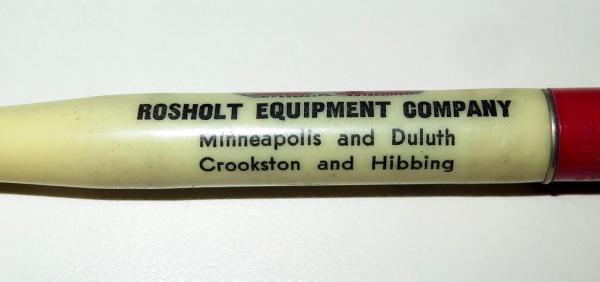 ROSHOLT EQUIPMENT COMPANY
Minneapolis and Duluth
Crookston and Hibbing